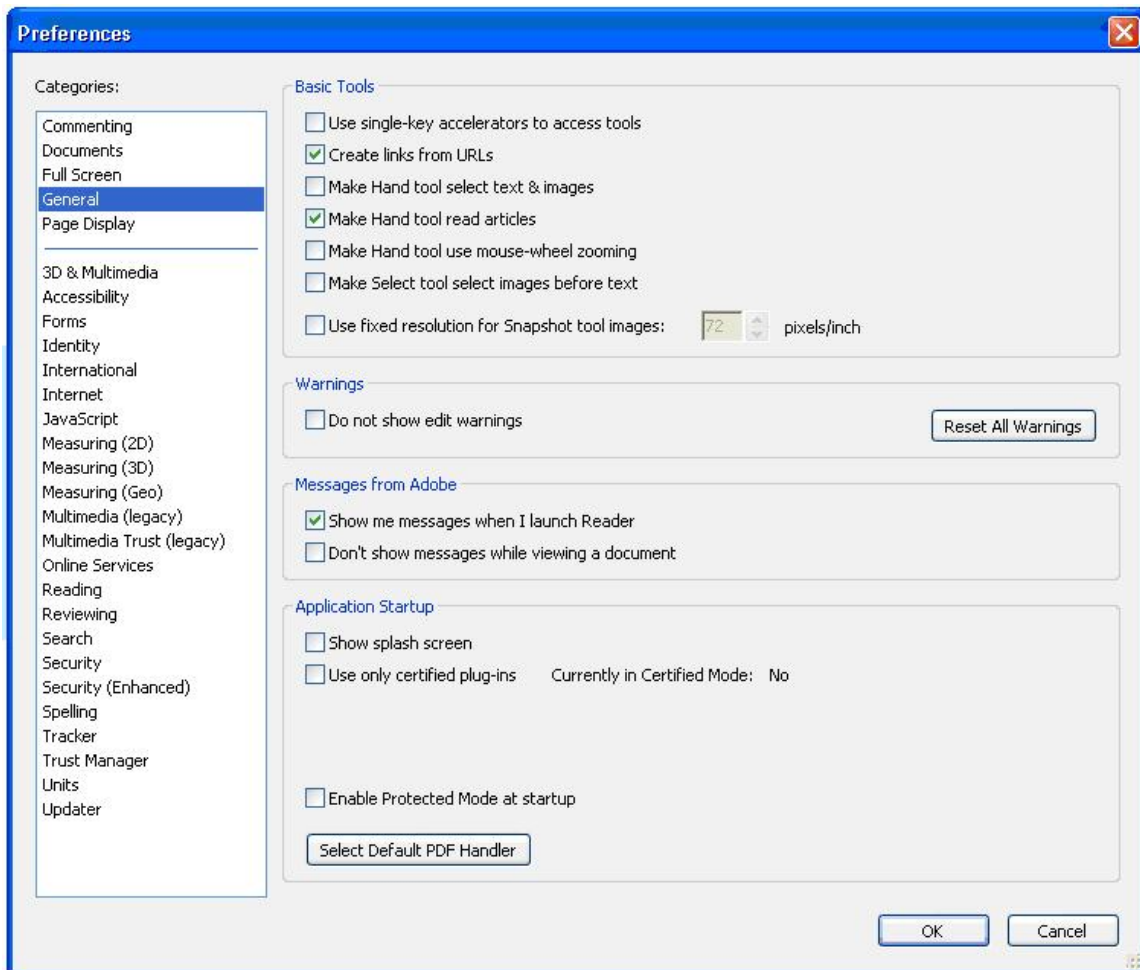 Preferences
Categories:
Commenting
Documents
Full Screen
General
Page Display
3D & Multimedia
Accessibility
Forms
Identity
International
Internet
JavaScript
Measuring (2D)
Measuring (3D)
Measuring (Geo)
Multimedia (legacy)
Multimedia Trust (legacy)
Online Services
Reading
Reviewing
Search
Security
Security (Enhanced)
Spelling
Tracker
Trust Manager
Units
Updater
Basic Tools
Use single-key accelerators to access tools
Create links from URLs
Make Hand tool select text & images
Make Hand tool read articles
Make Hand tool use mouse-wheel zooming
Make Select tool select images before text
Use fixed resolution for Snapshot tool images: 72 pixels/inch
Warnings
Do not show edit warnings Reset All Warnings
Messages from Adobe
Show me messages when I launch Reader
Don't show messages while viewing a document
Application Startup
Show splash screen
Use only certified plug-ins Currently in Certified Mode: No
Enable Protected Mode at startup
Select Default PDF Handler
OK Cancel